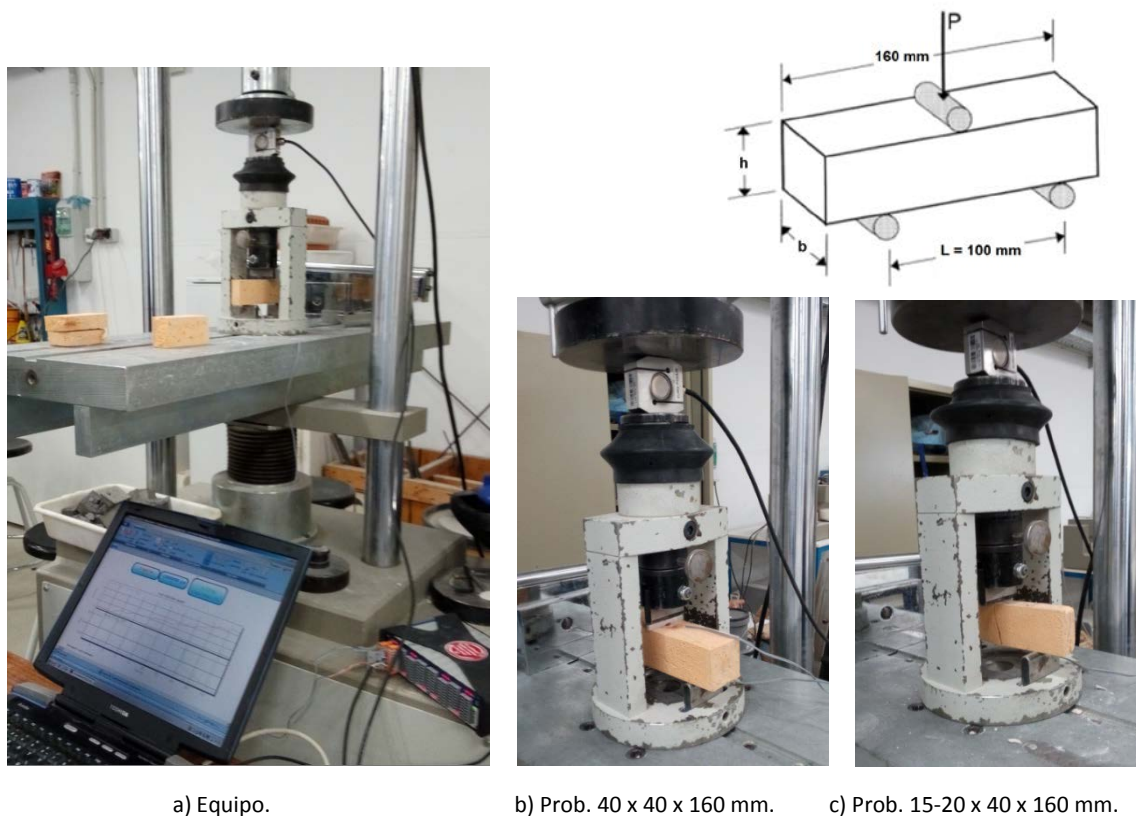 P
160 mm
h
b
L = 100 mm
a) Equipo.
b) Prob. 40 x 40 x 160 mm.
c) Prob. 15-20 x 40 x 160 mm.